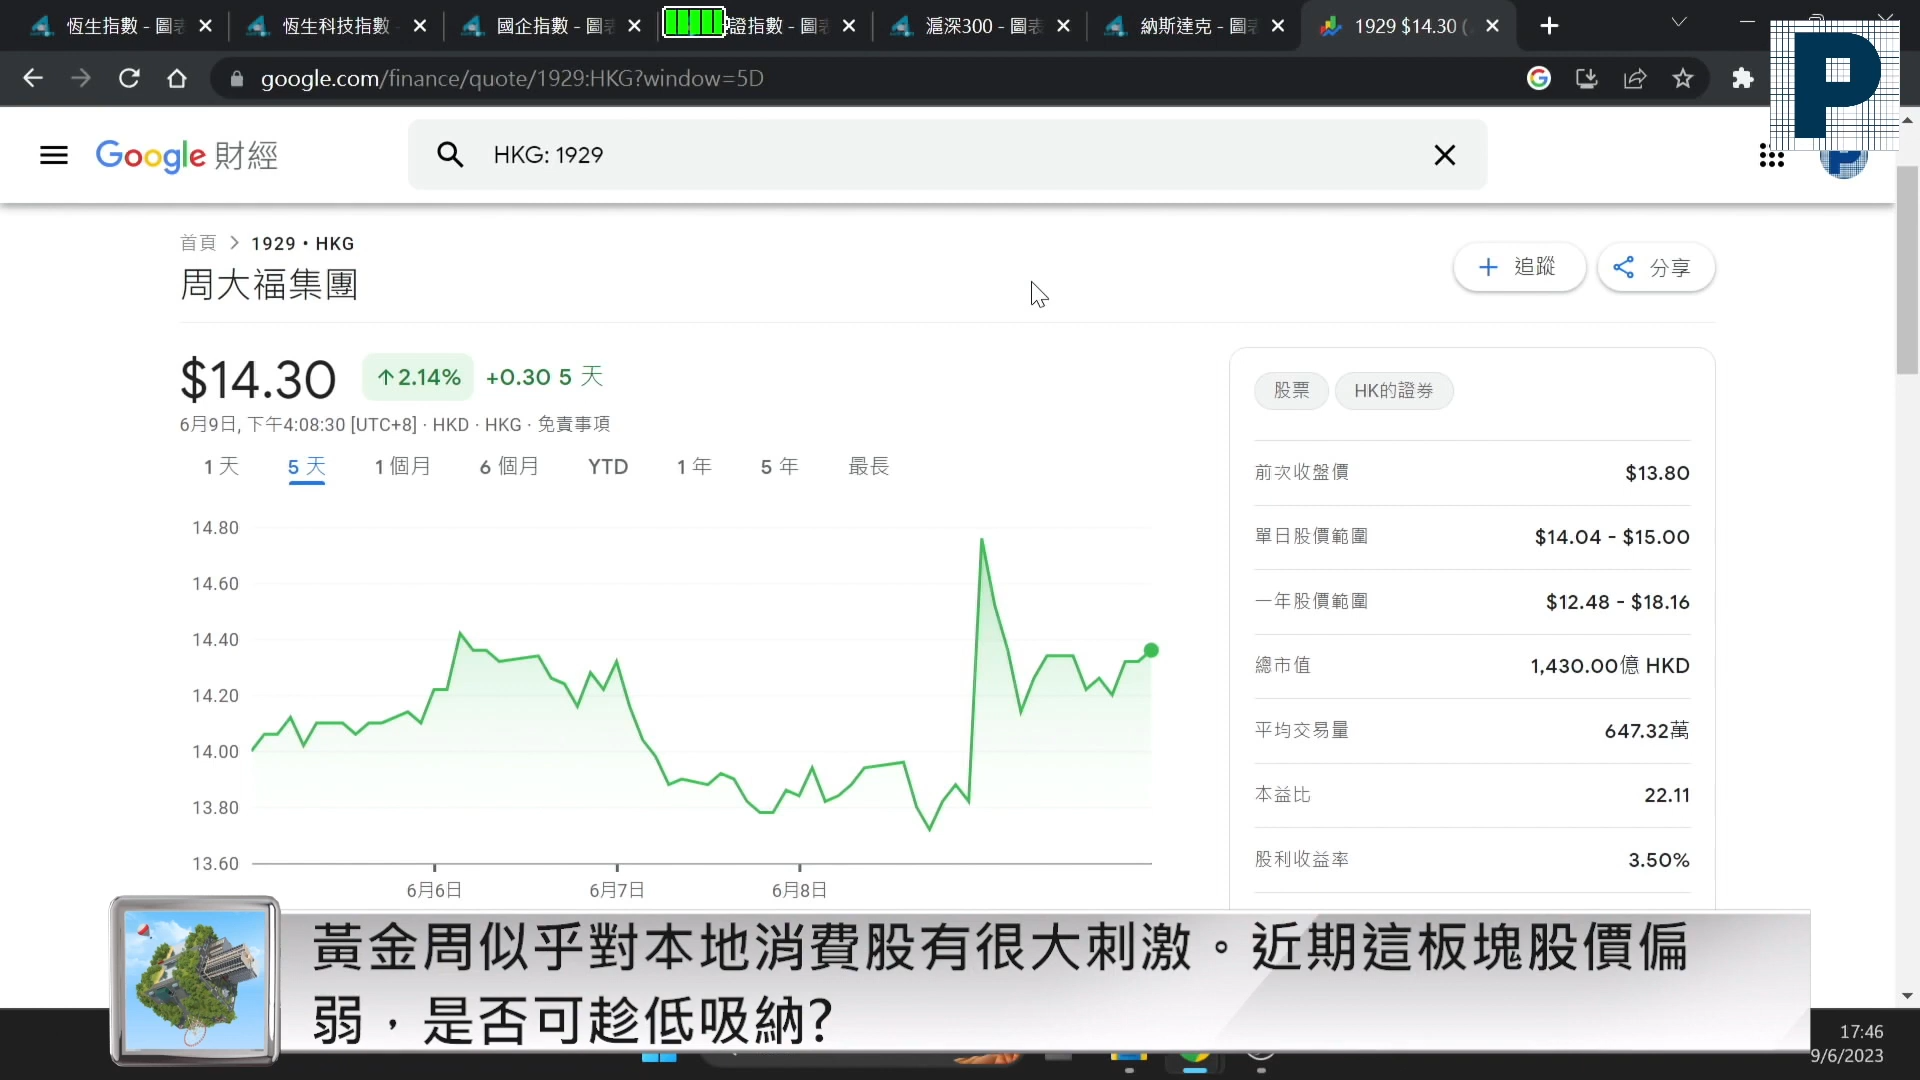 恆生指數 - 圖
恆生科技指數
國企指數 - 圖
證指數 - 圖
滬深300 - 圖
納斯達克 - 圖
1929 $14.30 (
google.com/finance/quote/1929:HKG?window=5D
P
Google 財經
HKG: 1929
首頁 > 1929 • HKG
周大福集團
追蹤
分享
$14.30 ↑2.14% +0.30 5 天
6月9日, 下午4:08:30 [UTC+8] · HKD · HKG · 免責事項
1 天 5 天 1 個月 6 個月 YTD 1 年 5 年 最長
14.80
14.60
14.40
14.20
14.00
13.80
13.60
6月6日 6月7日 6月8日
股票 HK的證券
前次收盤價 $13.80
單日股價範圍 $14.04 - $15.00
一年股價範圍 $12.48 - $18.16
總市值 1,430.00億 HKD
平均交易量 647.32萬
本益比 22.11
股利收益率 3.50%
黃金周似乎對本地消費股有很大刺激。近期這板塊股價偏
弱，是否可趁低吸納?
17:46
9/6/2023